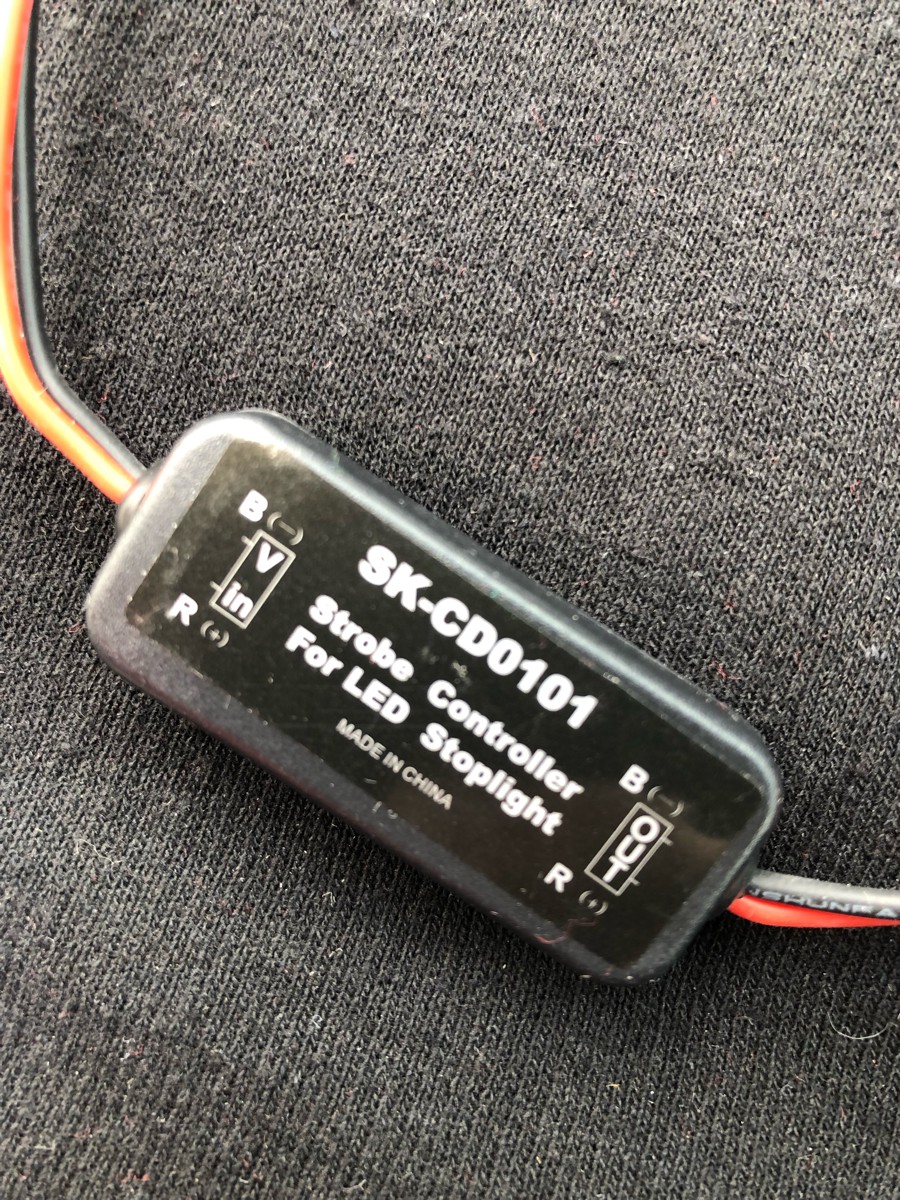 B (-)
V
in
R (+)
SK-CD0101
Strobe Controller
For LED Stoplight
MADE IN CHINA
B (-)
OUT
R (+)